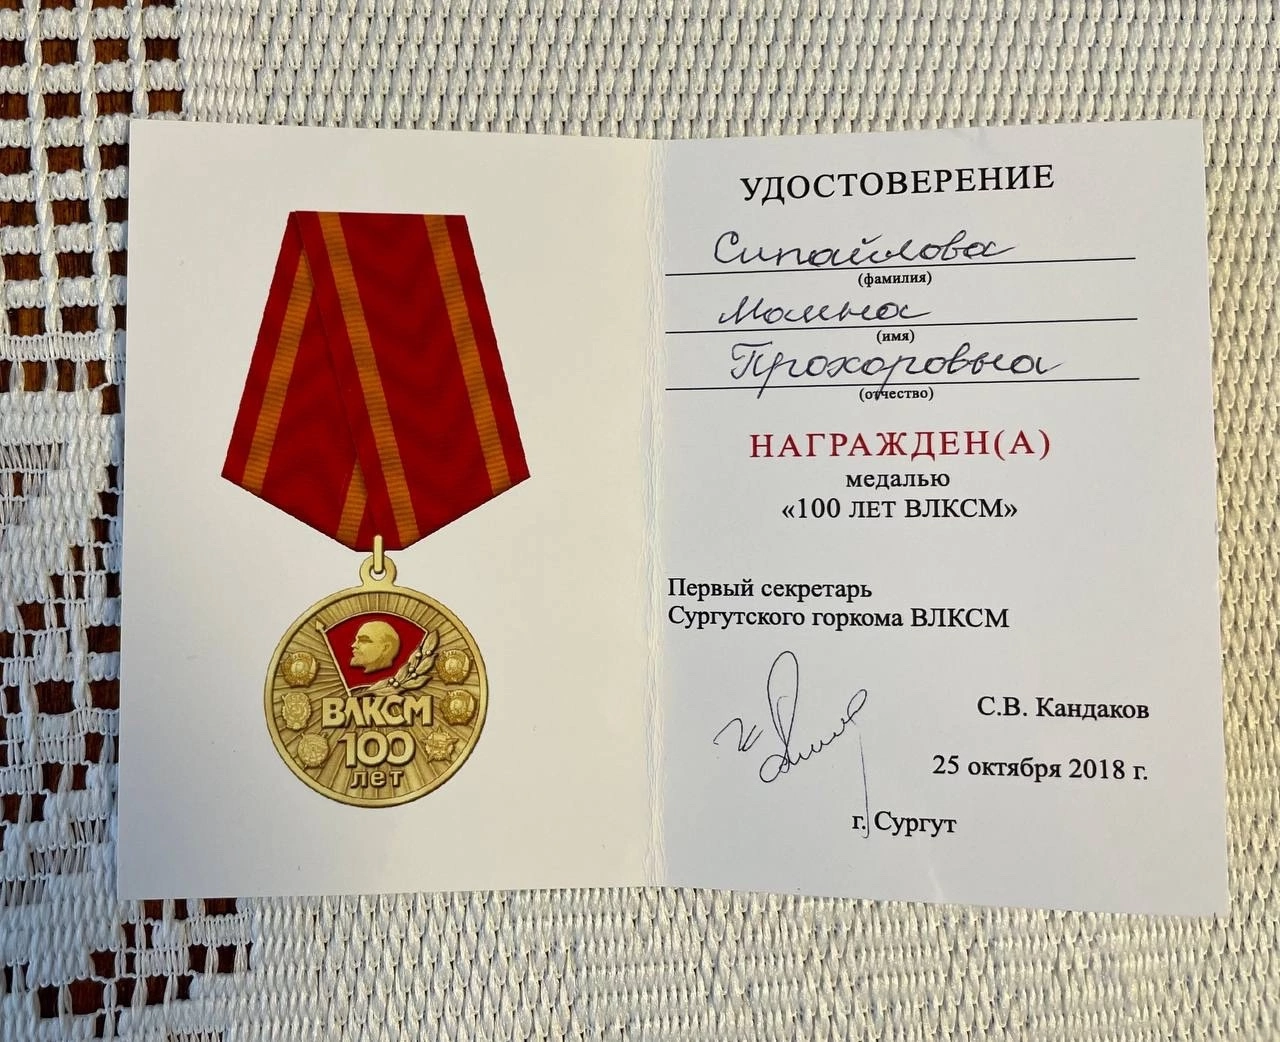 ВЛКСМ
100
лет
УДОСТОВЕРЕНИЕ
Сипайлова
(фамилия)
(имя)
Прохоровна
(отчество)
НАГРАЖДЕН(А)
медалью
«100 ЛЕТ ВЛКСМ»
Первый секретарь
Сургутского горкома ВЛКСМ
С.В. Кандаков
25 октября 2018 г.
г. Сургут